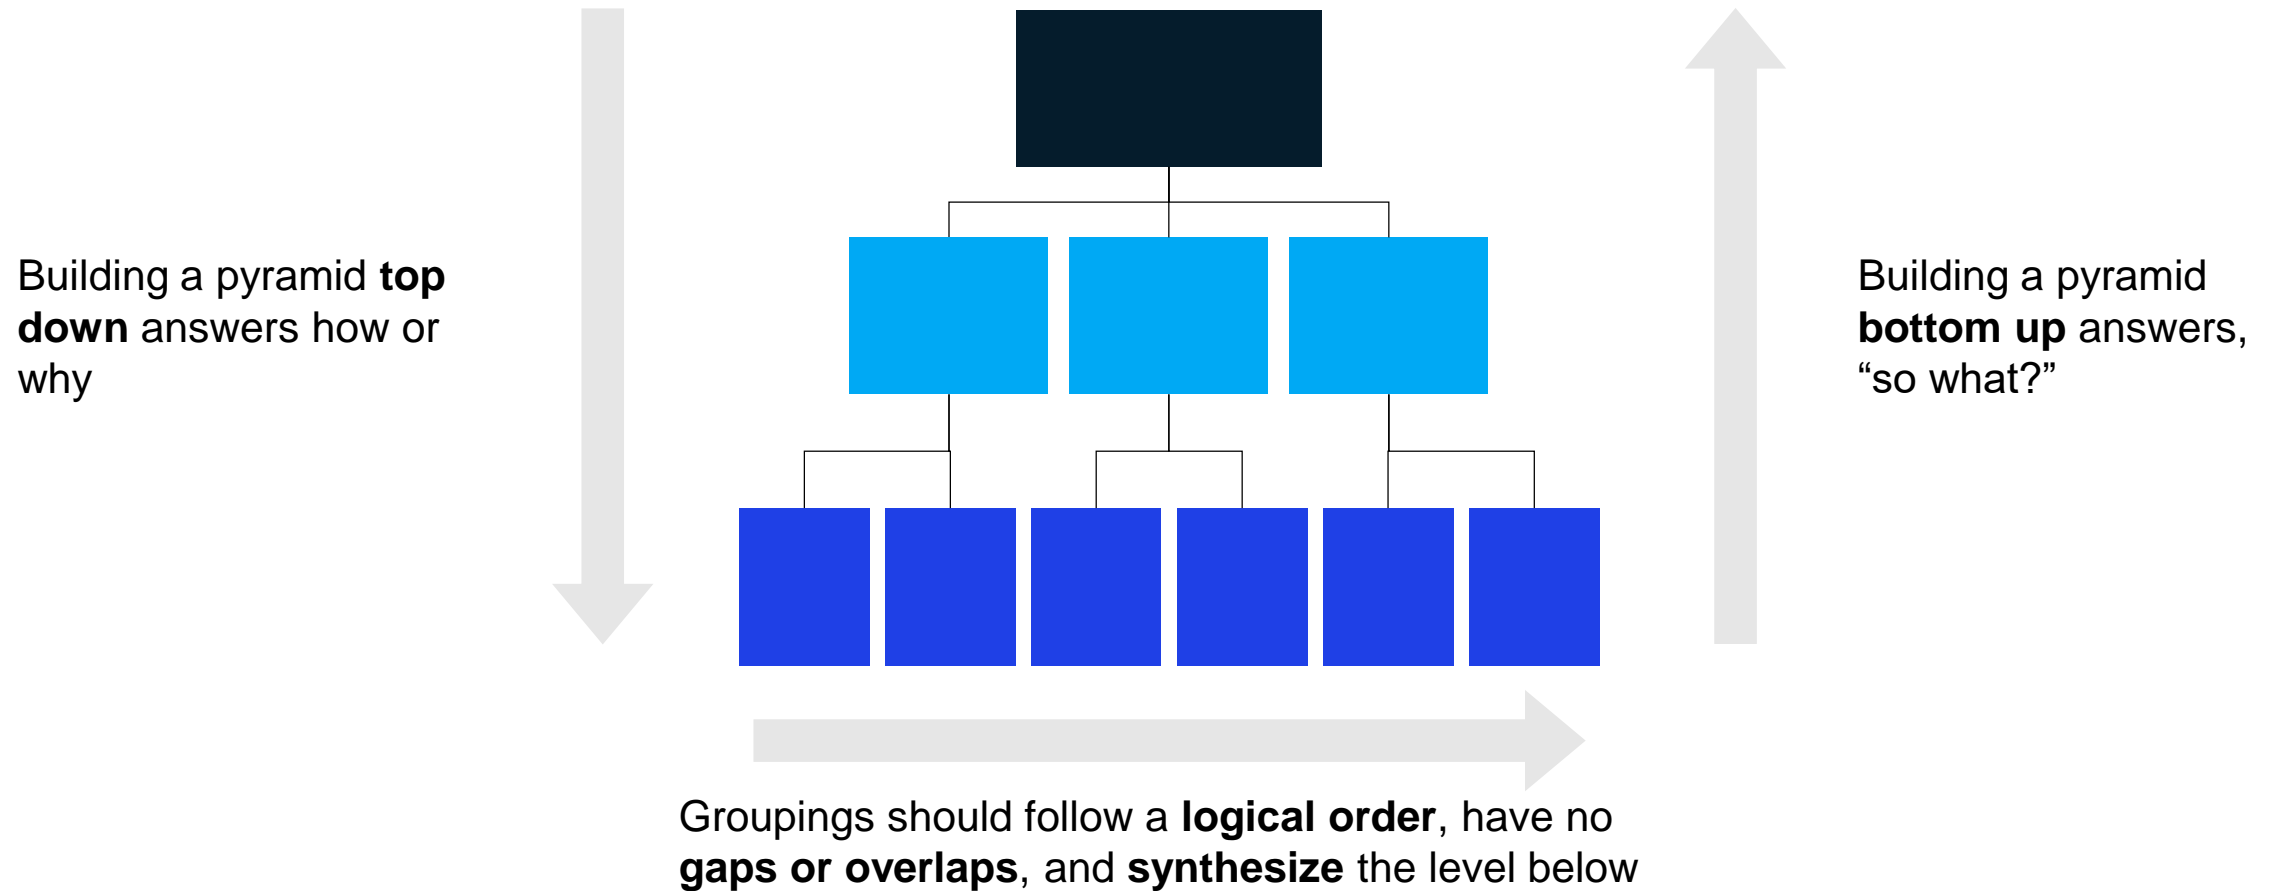 Building a pyramid top
down answers how or
why
Building a pyramid
bottom up answers,
“so what?”
Groupings should follow a logical order, have no
gaps or overlaps, and synthesize the level below